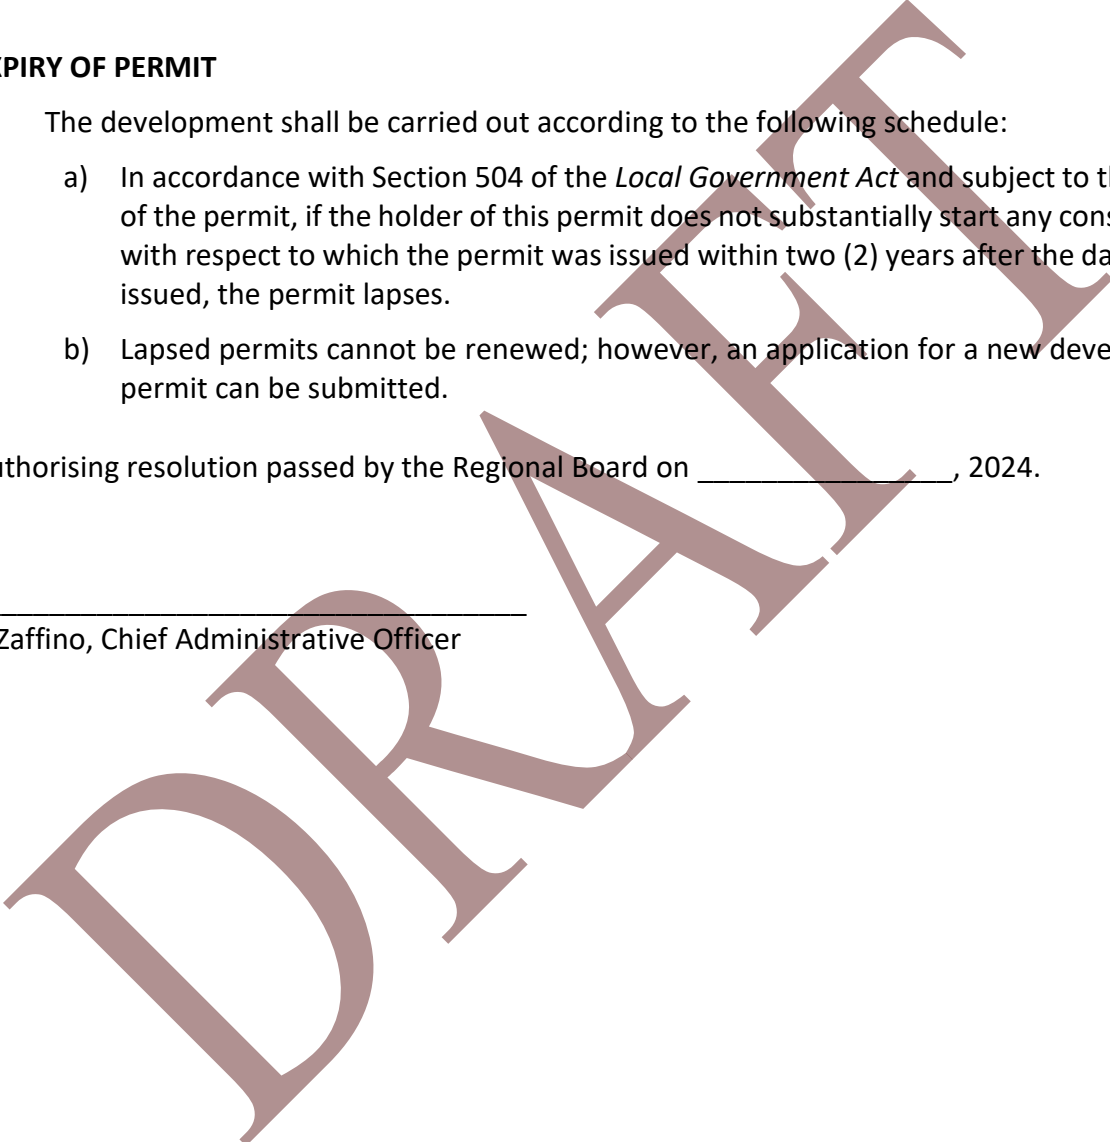 XPIRY OF PERMIT
The development shall be carried out according to the following schedule:
a) In accordance with Section 504 of the Local Government Act and subject to th
of the permit, if the holder of this permit does not substantially start any cons
with respect to which the permit was issued within two (2) years after the da
issued, the permit lapses.
b) Lapsed permits cannot be renewed; however, an application for a new deve
permit can be submitted.
uthorising resolution passed by the Regional Board on ________________, 2024.
_________________________________
Zaffino, Chief Administrative Officer
DRAFT